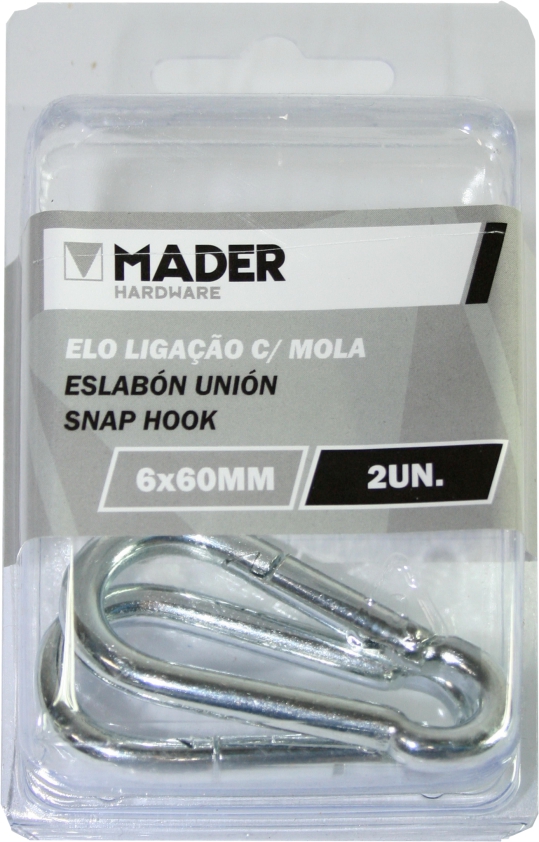 MADER
HARDWARE
ELO LIGAÇÃO C/ MOLA
ESLABÓN UNIÓN
SNAP HOOK
6x60MM
2UN.